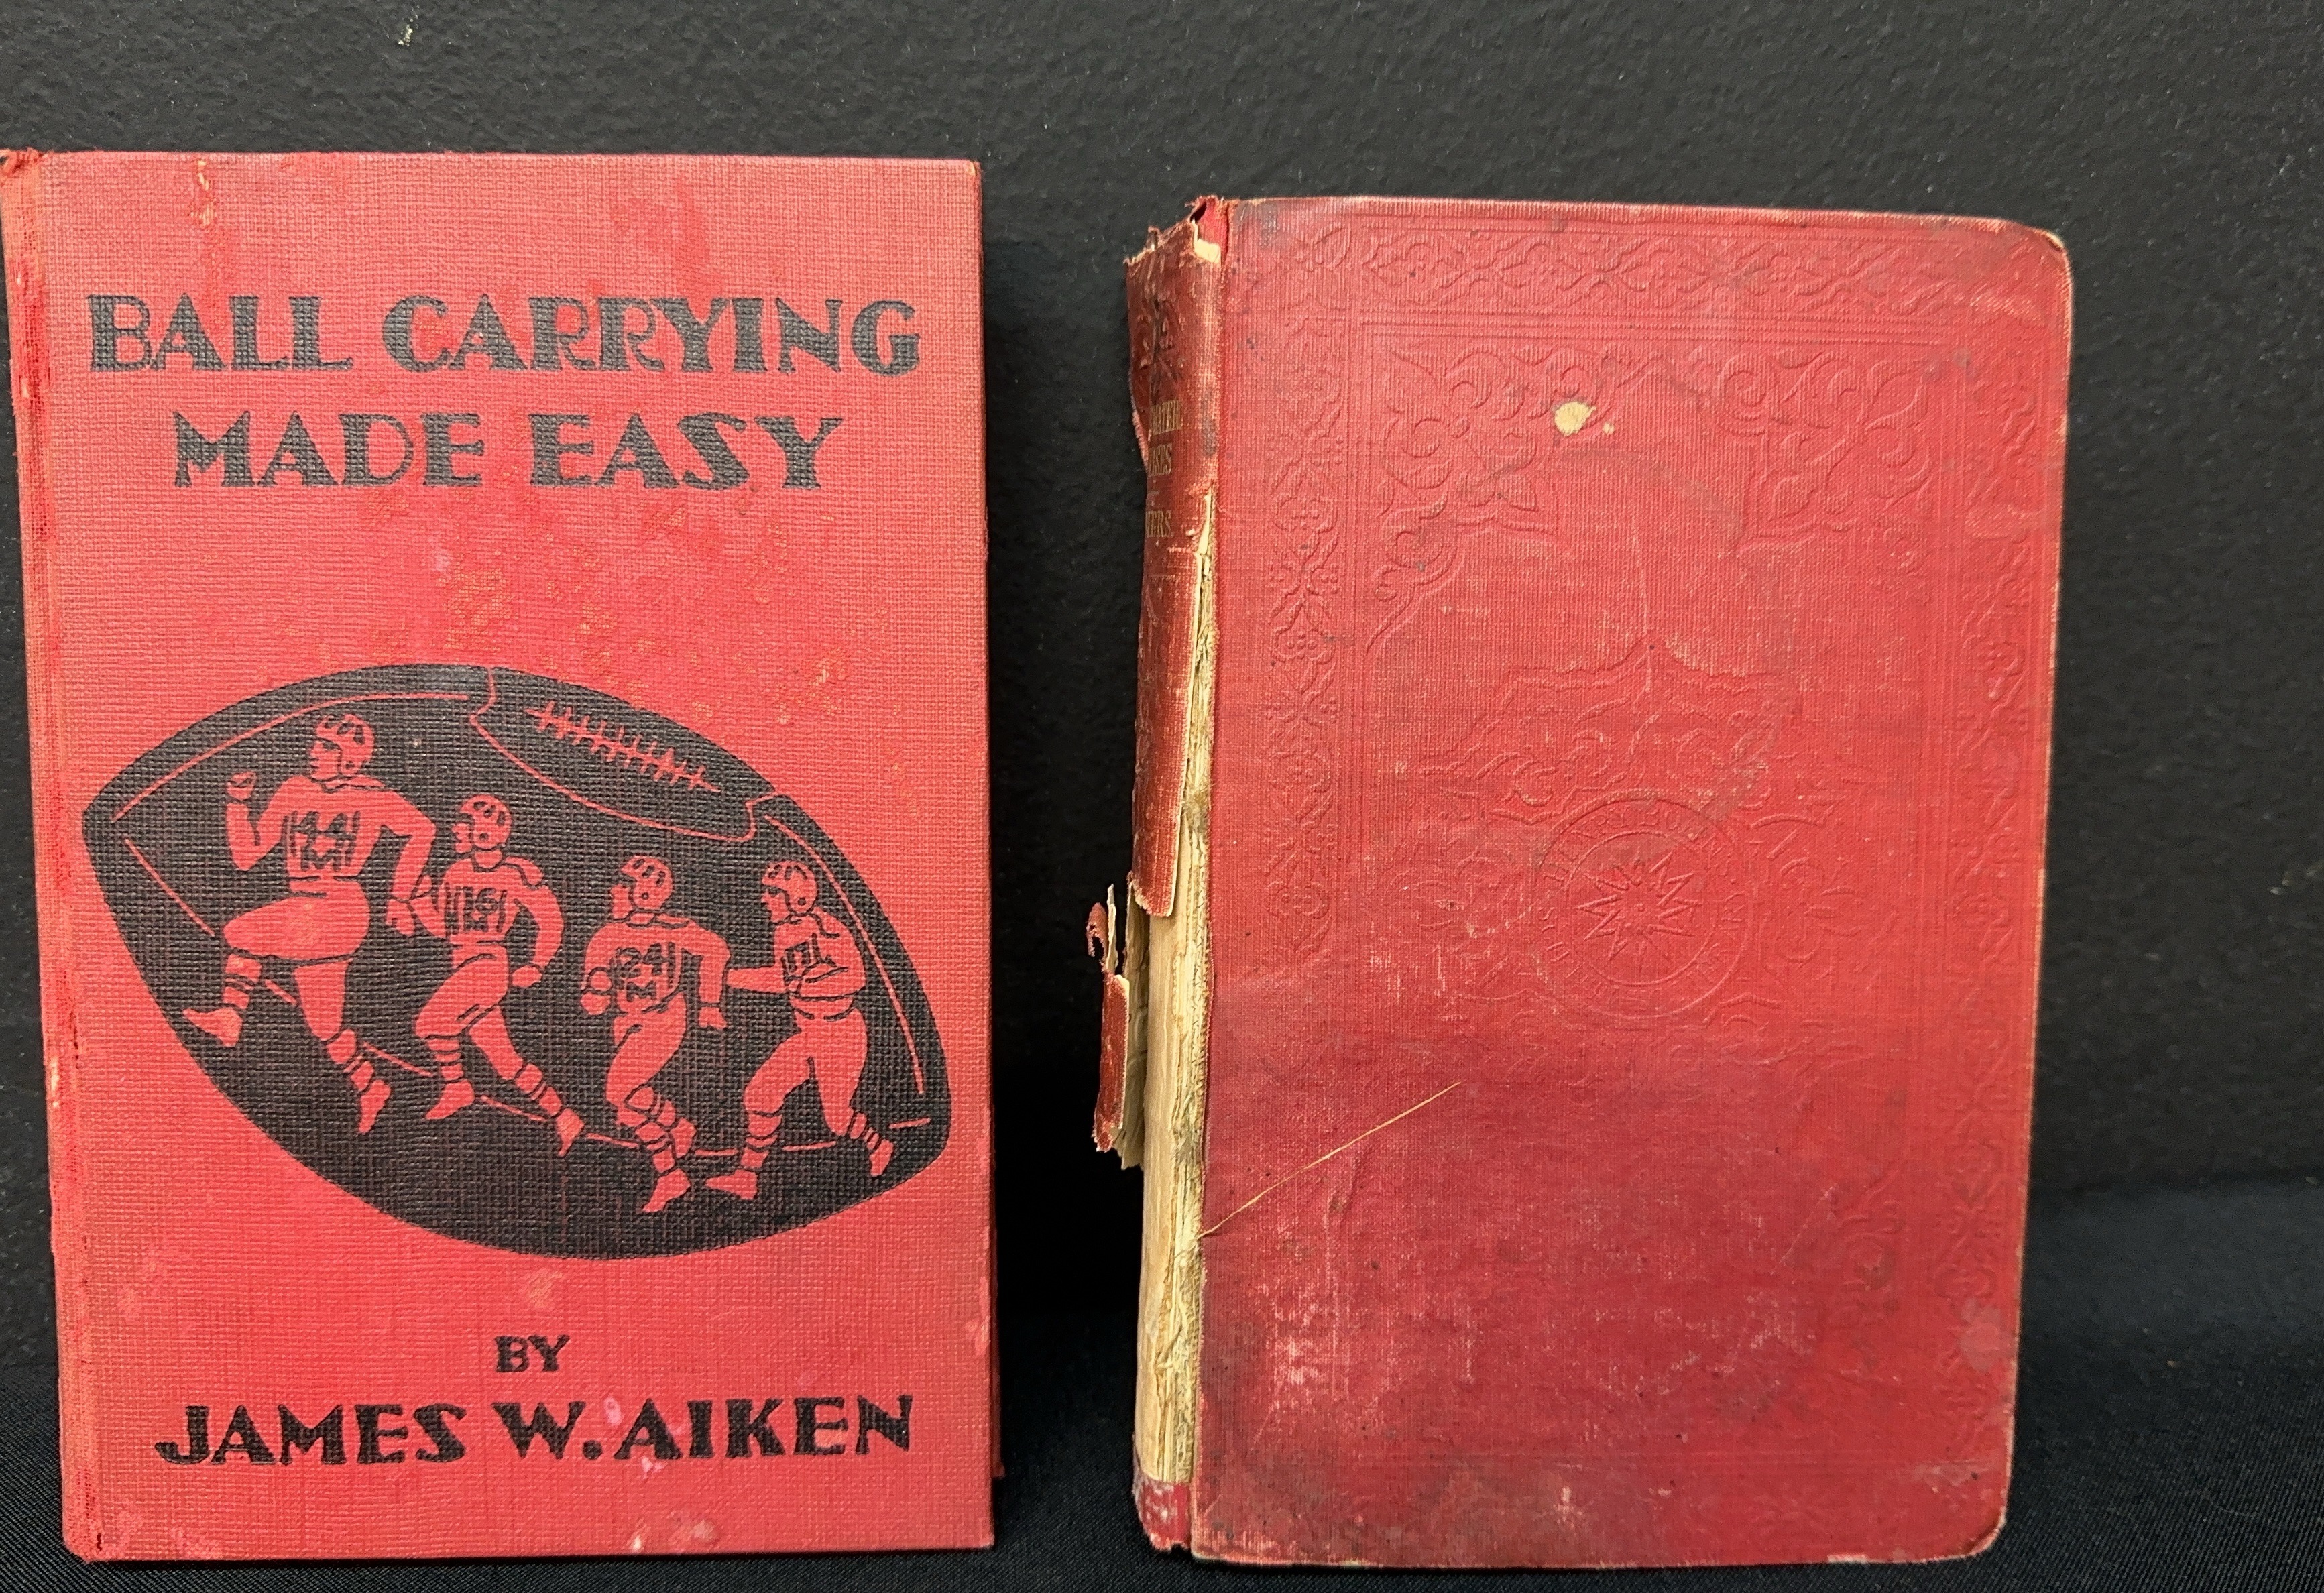 BALL CARRYING
MADE EASY
BY
JAMES W. AIKEN